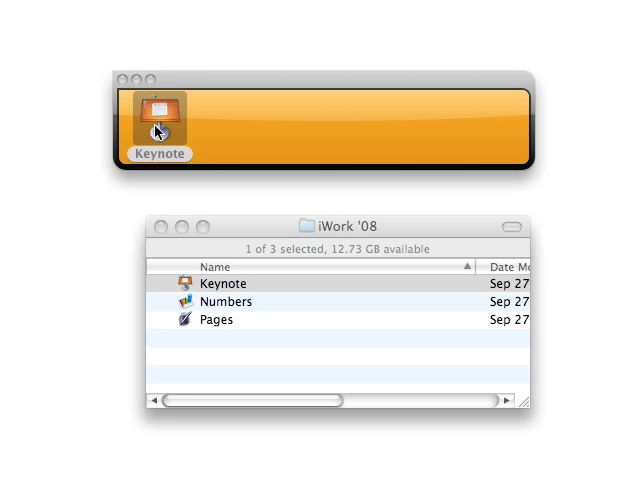 Keynote
iWork '08
1 of 3 selected, 12.73 GB available
Name Date Mo
Keynote Sep 27
Numbers Sep 27
Pages Sep 27